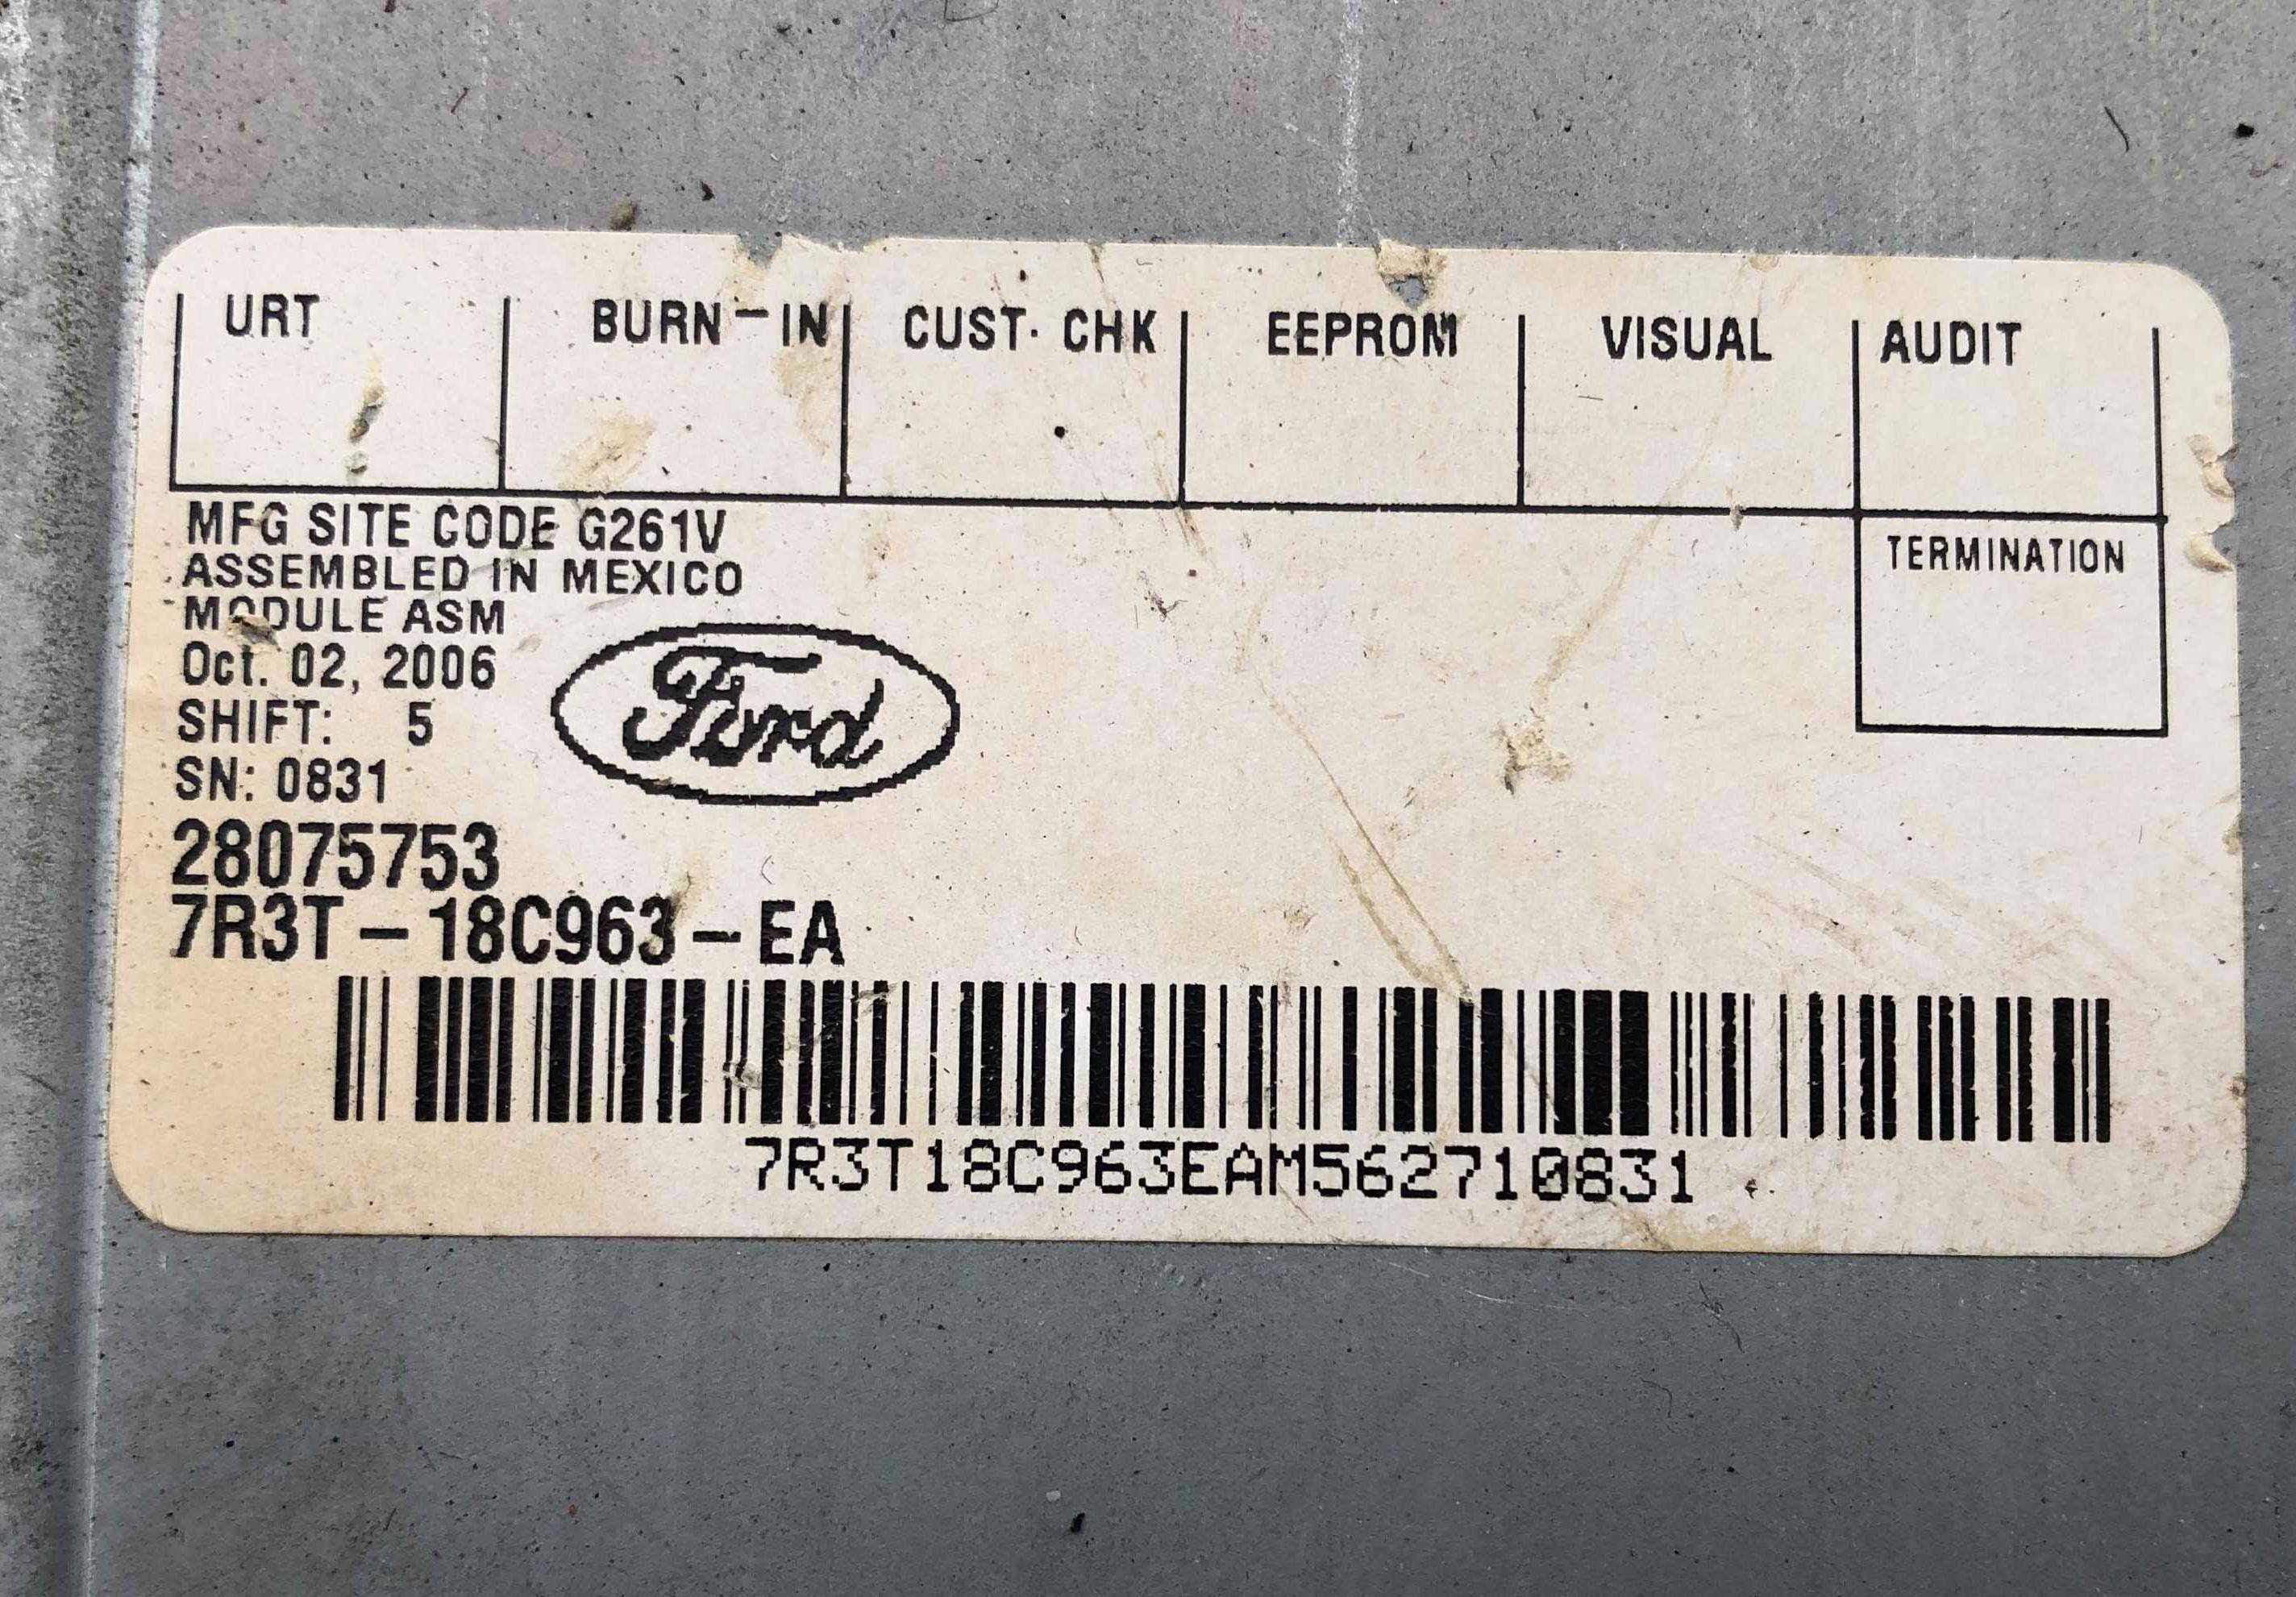 URT BURN-IN CUST. CHK EEPROM VISUAL AUDIT
MFG SITE CODE G261V
TERMINATION
ASSEMBLED IN MEXICO
MODULE ASM
Oct. 02, 2006
Ford
SHIFT: 5
SN: 0831
28075753
7R3T-18C963-EA
7R3T18C963EAM562710831